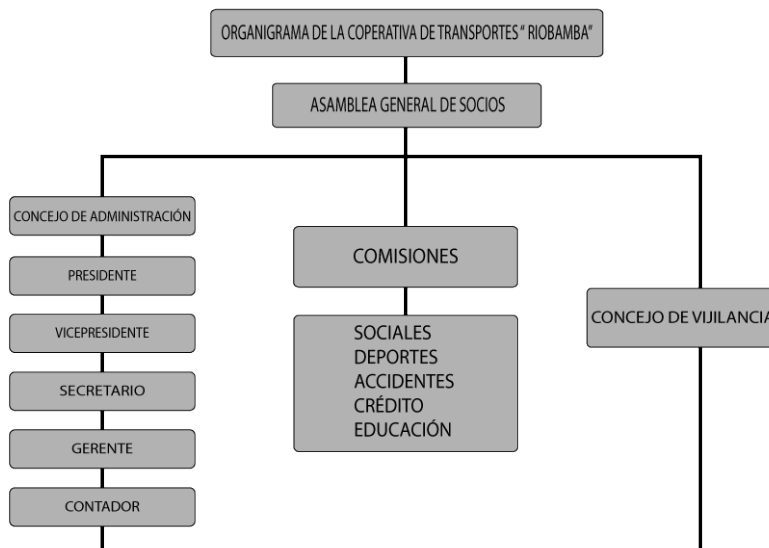 ORGANIGRAMA DE LA COPERATIVA DE TRANSPORTES " RIOBAMBA"
ASAMBLEA GENERAL DE SOCIOS
CONCEJO DE ADMINISTRACIÓN
PRESIDENTE
VICEPRESIDENTE
SECRETARIO
GERENTE
CONTADOR
COMISIONES
SOCIALES
DEPORTES
ACCIDENTES
CRÉDITO
EDUCACIÓN
CONCEJO DE VIJILANCIA